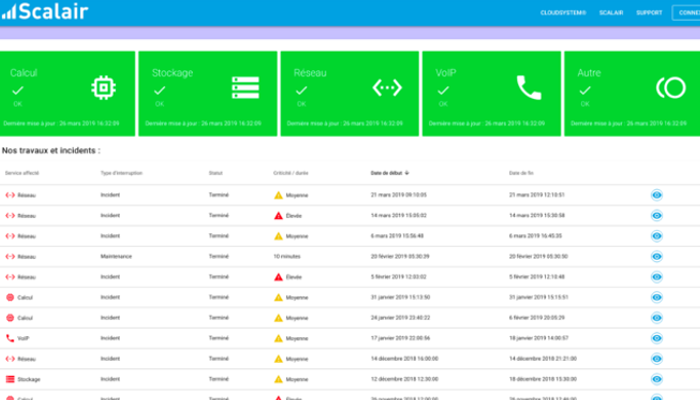 Scalair
CLOUDSYSTEM® SCALAIR SUPPORT CONNE
Calcul Stockage Réseau VoIP Autre
OK OK OK OK OK
Dernière mise à jour : 26 mars 2019 16:32:09 Dernière mise à jour : 26 mars 2019 16:32:09 Dernière mise à jour : 26 mars 2019 16:32:09 Dernière mise à jour : 26 mars 2019 16:32:09 Dernière mise à jour : 26 mars 2019 16:32:09
Nos travaux et incidents :
Service affecté Type d'interruption Statut Criticité / durée Date de début Date de fin
Réseau Incident Terminé Moyenne 21 mars 2019 09:10:05 21 mars 2019 12:10:51
Réseau Incident Terminé Élevée 14 mars 2019 15:05:02 14 mars 2019 15:30:58
Réseau Incident Terminé Moyenne 6 mars 2019 15:56:48 6 mars 2019 16:45:35
Réseau Maintenance Terminé 10 minutes 20 février 2019 05:30:39 20 février 2019 05:30:50
Réseau Incident Terminé Élevée 5 février 2019 12:03:02 5 février 2019 12:10:48
Calcul Incident Terminé Moyenne 31 janvier 2019 15:13:50 31 janvier 2019 15:15:51
Calcul Incident Terminé Moyenne 24 janvier 2019 23:40:22 6 février 2019 20:05:29
VoIP Incident Terminé Moyenne 17 janvier 2019 22:00:56 18 janvier 2019 14:00:57
Réseau Incident Terminé Moyenne 14 décembre 2018 16:00:00 14 décembre 2018 21:21:00
Stockage Incident Terminé Moyenne 12 décembre 2018 12:30:00 18 décembre 2018 15:30:00
Calcul Incident Terminé Élevée